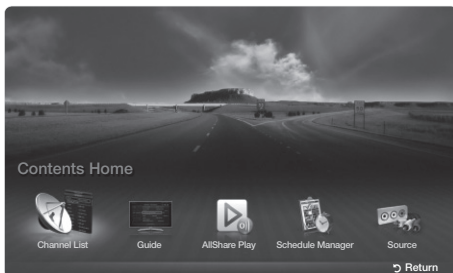 Contents Home
Channel List Guide AllShare Play Schedule Manager Source
Return